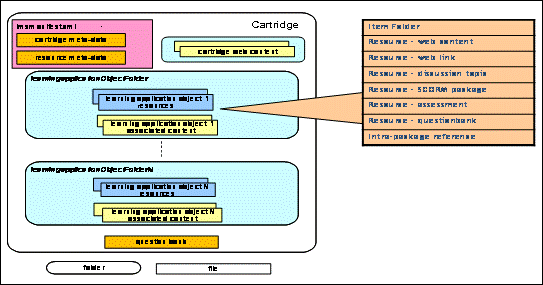 Cartridge
imsmanifest.xml
cartridge meta-data
resource meta-data
cartridge web content
learningapplicationObjectFolder
learning application object 1
resources
learning application object 1
associated content
learningapplicationObjectFolderN
learning application object N
resources
learning application object N
associated content
question bank
folder
file
Item Folder
Resource - web content
Resource - web link
Resource - discussion topic
Resource - SCORM package
Resource - assessment
Resource - questionbank
Intra-package reference